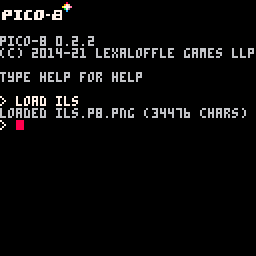 PICO-8
PICO-8 0.2.2
(C) 2014-21 LEXALOFFLE GAMES LLP
TYPE HELP FOR HELP
> LOAD ILS
LOADED ILS.P8.PNG (34476 CHARS)
>